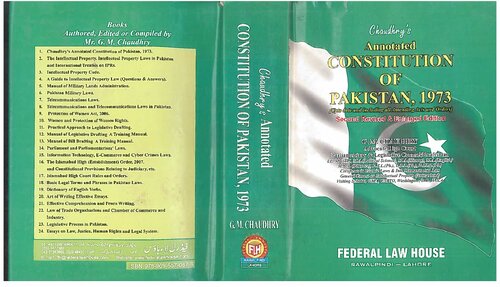 Books
Authored, Edited or Compiled by
Mr. G. M. Chaudhry
1. Chaudhry's Annotated Constitution of Pakistan, 1973.
2. The Intellectual Property, Intellectual Property Laws in Pakistan
and International Treaties on IPRs.
3. Intellectual Property Code.
4. A Guide to Intellectual Property Law (Questions & Answers).
5. Manual of Military Lands Administration.
6. Pakistan Military Laws.
7. Telecommunications Laws.
8. Telecommunications and Telecommunications Laws in Pakistan.
9. Protection of Women Act, 2006.
10. Women and Protection of Women Rights.
11. Practical Approach to Legislative Drafting.
12. Manual of Legislative Drafting: A Training Manual.
13. Manual of Bill Drafting: A Training Manual.
14. Parliament and Parliamentarians' Laws.
15. Information Technology, E-Commerce and Cyber Crimes Laws.
16. The Islamabad High (Establishment) Order, 2007.
and Constitutional Provisions Relating to Judiciary, etc.
17. Islamabad High Court Rules and Orders.
18. Basic Legal Terms and Phrases in Pakistan.
19. Dictionary of English Verbs.
20. Art of Writing Effective Essays.
21. Effective Comprehension and Precis Writing.
22. Law of Trade Organizations and Chambers of Commerce and
Industry.
23. Legislative Process in Pakistan.
24. Essays on Law, Justice, Human Rights and Legal System.
Chaudhry's Annotated
CONSTITUTION OF PAKISTAN, 1973
G.M. CHAUDHRY
FLH
RAWALPINDI
LAHORE
Chaudhry's
Annotated
CONSTITUTION
OF
PAKISTAN, 1973
Second Revised & Enlarged Edition
G. M. CHAUDHRY
FEDERAL LAW HOUSE
RAWALPINDI – LAHORE